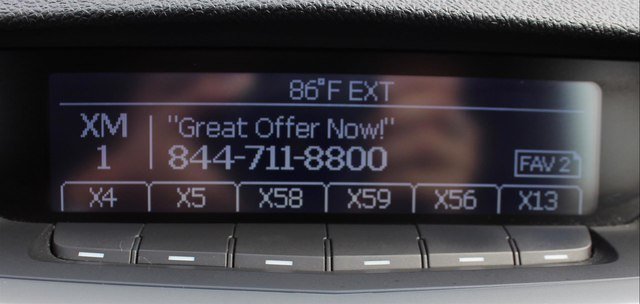 86°F EXT
XM "Great Offer Now!"
1 844-711-8800 FAV 2
X4 X5 X58 X59 X56 X13